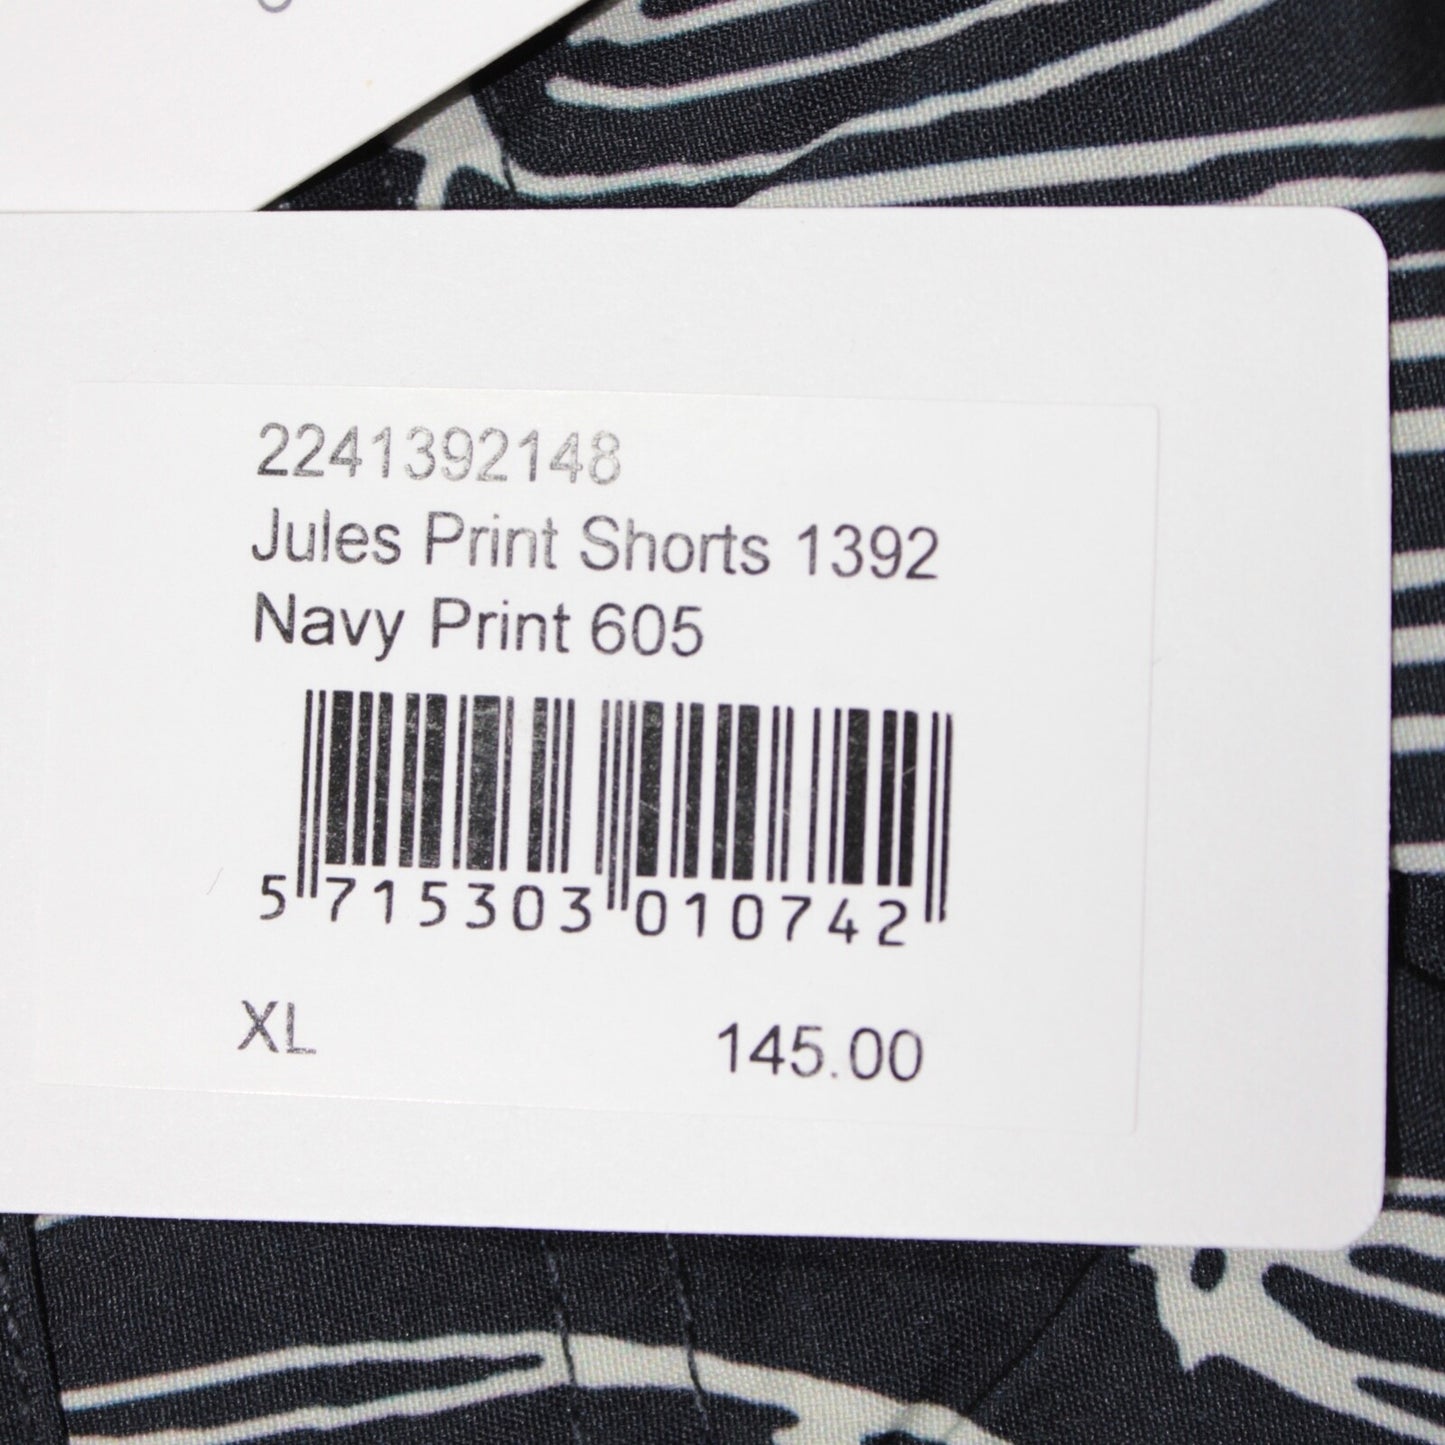 2241392148
Jules Print Shorts 1392
Navy Print 605
5 715303 010742
XL 145.00